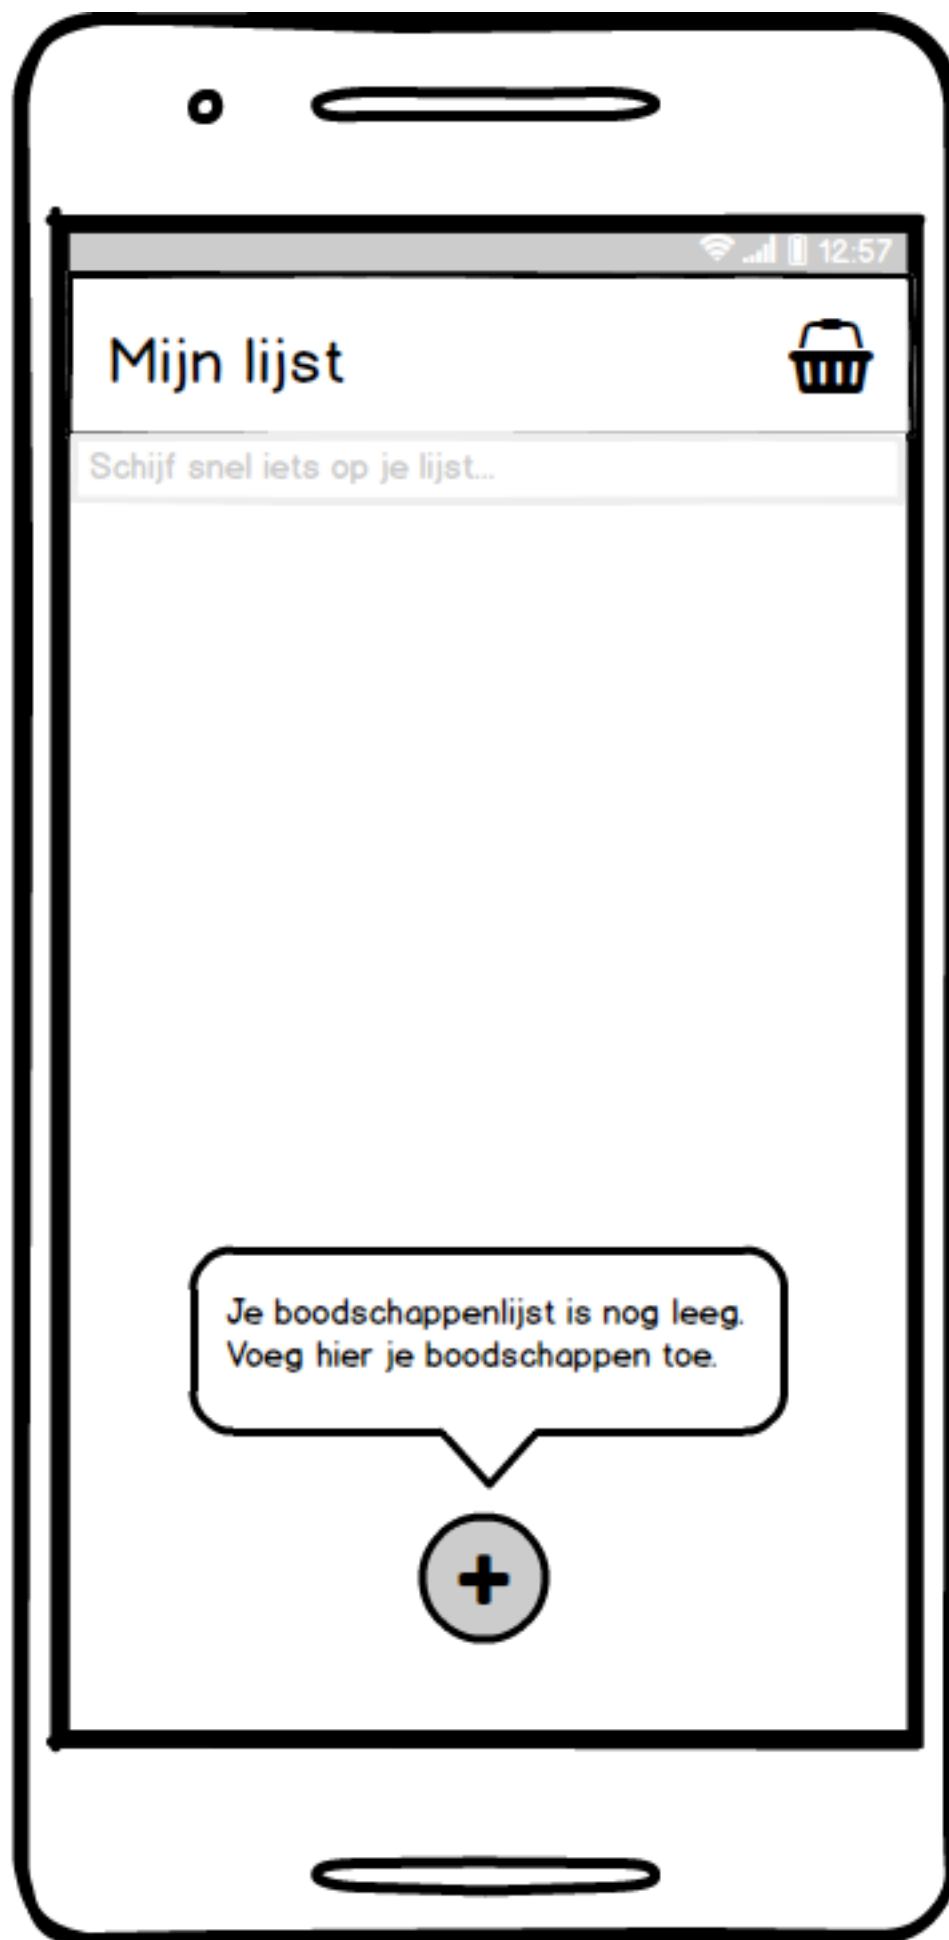 12:57
Mijn lijst
Schijf snel iets op je lijst...
Je boodschappenlijst is nog leeg.
Voeg hier je boodschappen toe.